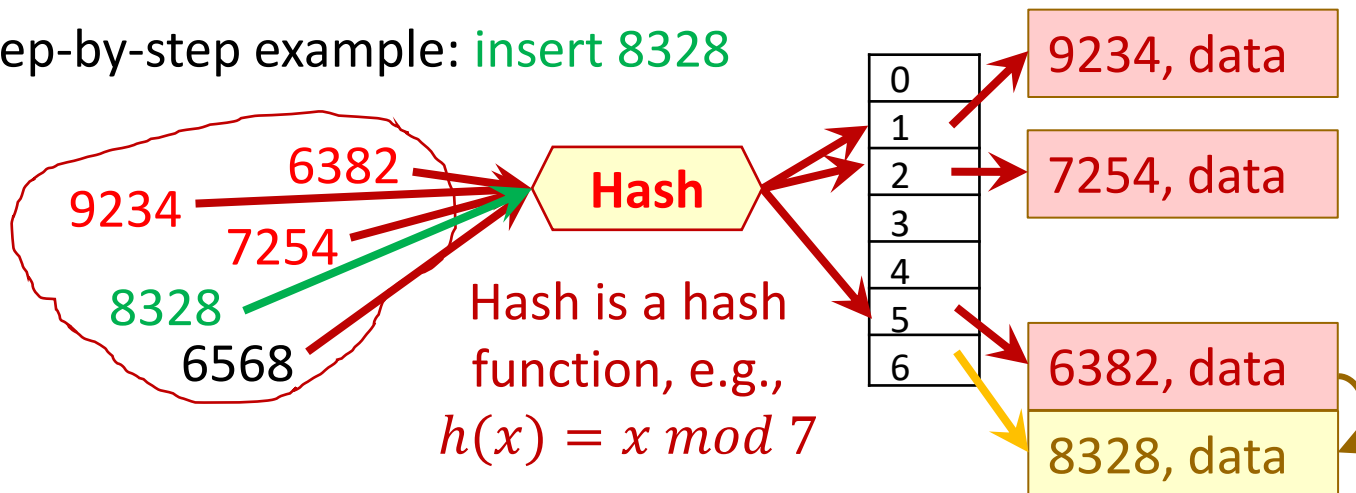 ep-by-step example: insert 8328
6382
9234
7254
8328
6568
Hash
Hash is a hash
function, e.g.,
h(x) = x mod 7
0
1
2
3
4
5
6
9234, data
7254, data
6382, data
8328, data